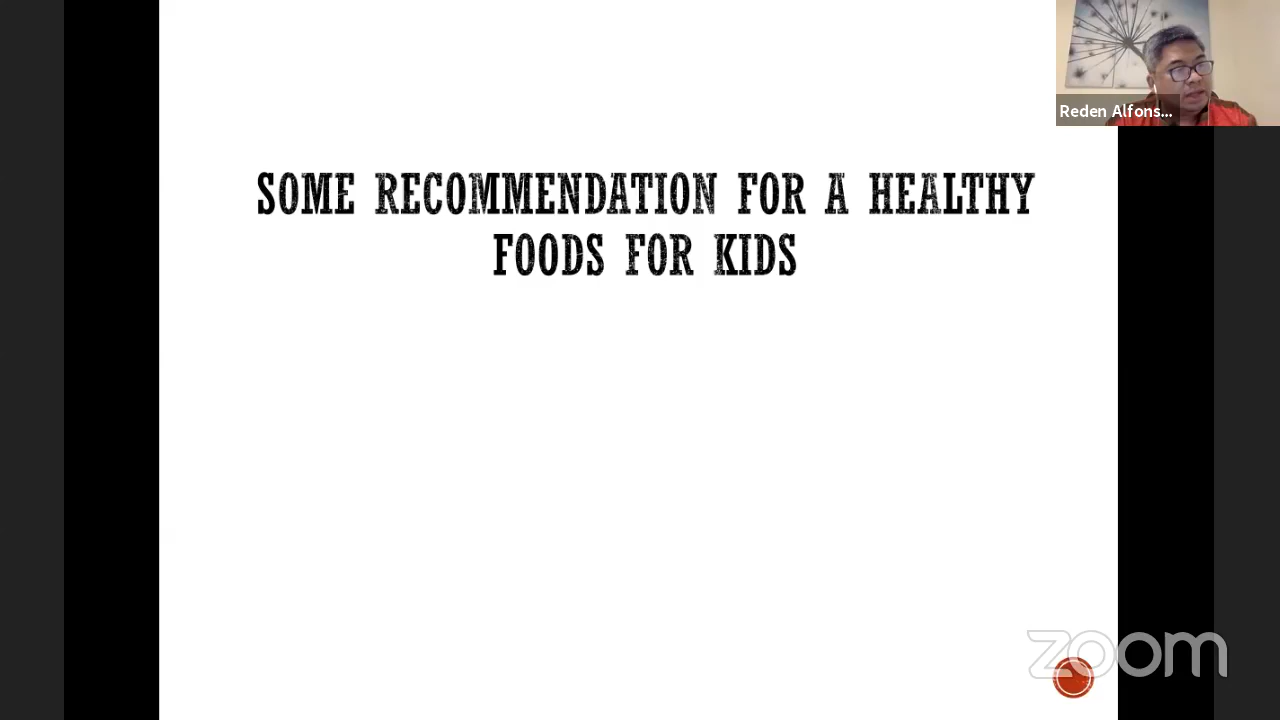 Reden Alfons...
SOME RECOMMENDATION FOR A HEALTHY
FOODS FOR KIDS
zoom